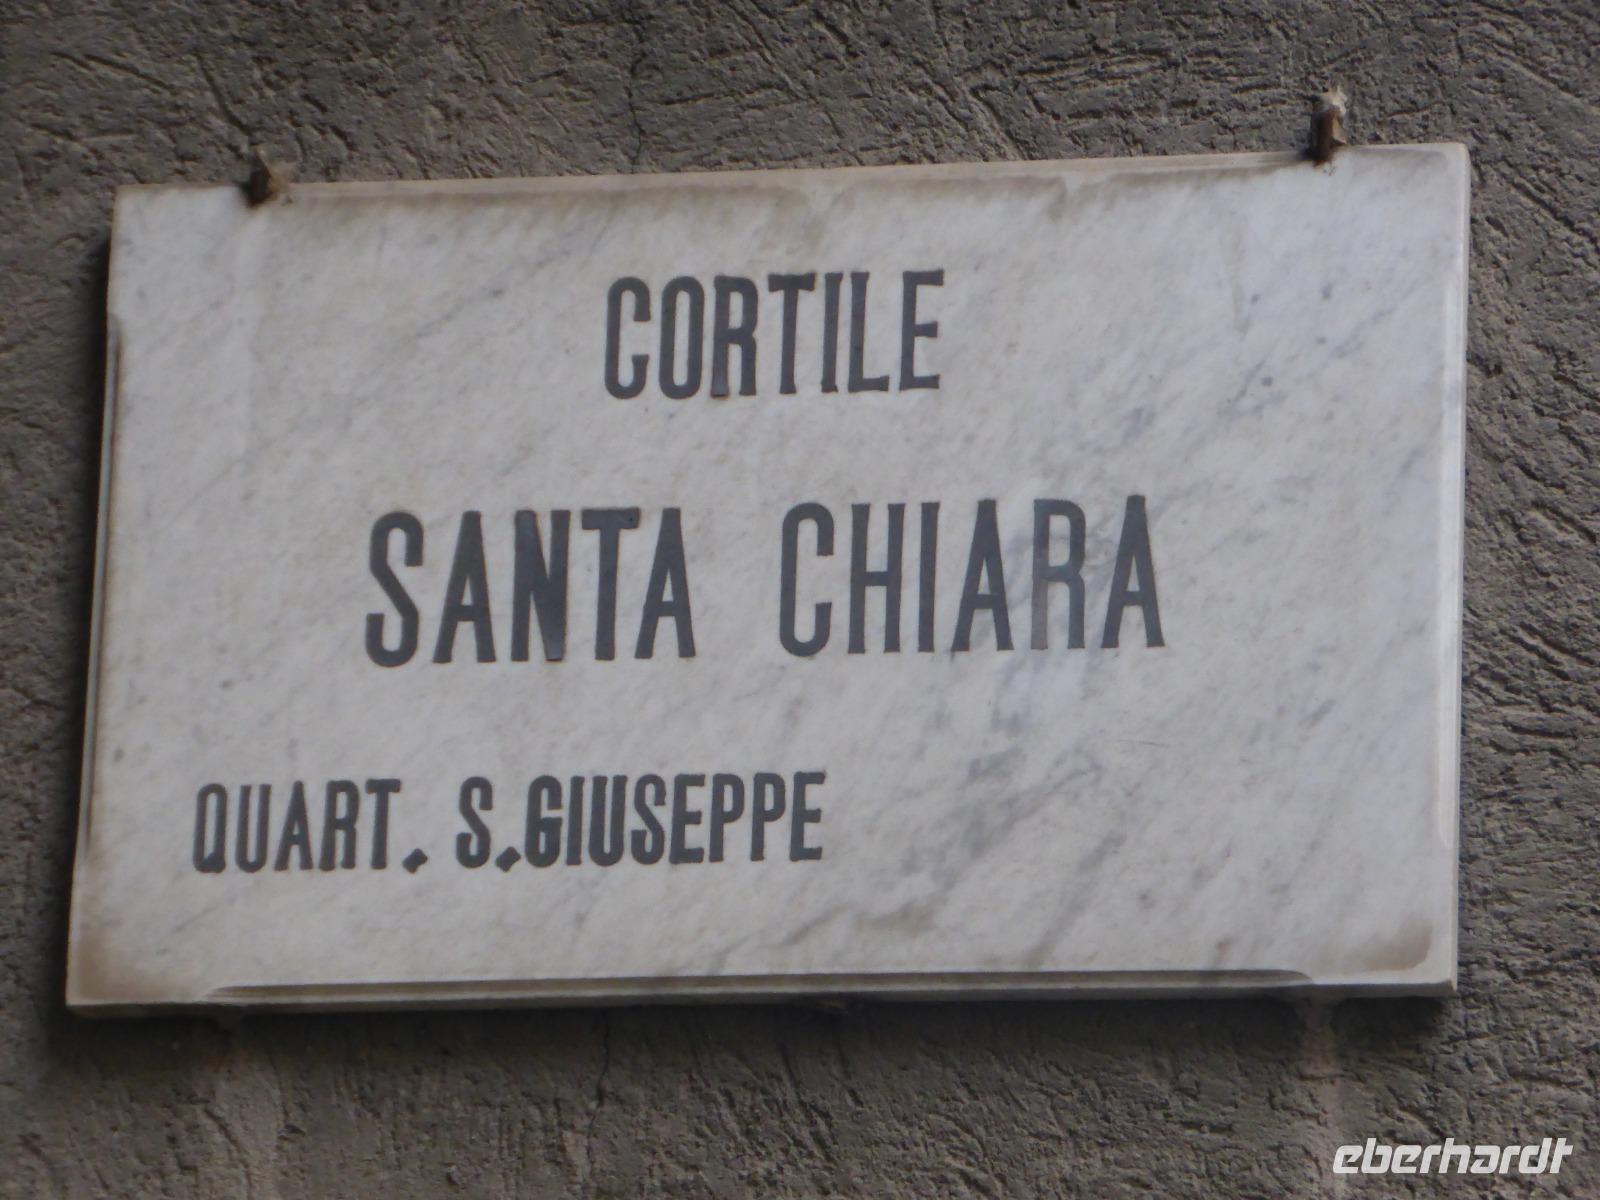 CORTILE
SANTA CHIARA
QUART. S. GIUSEPPE
eberhardt